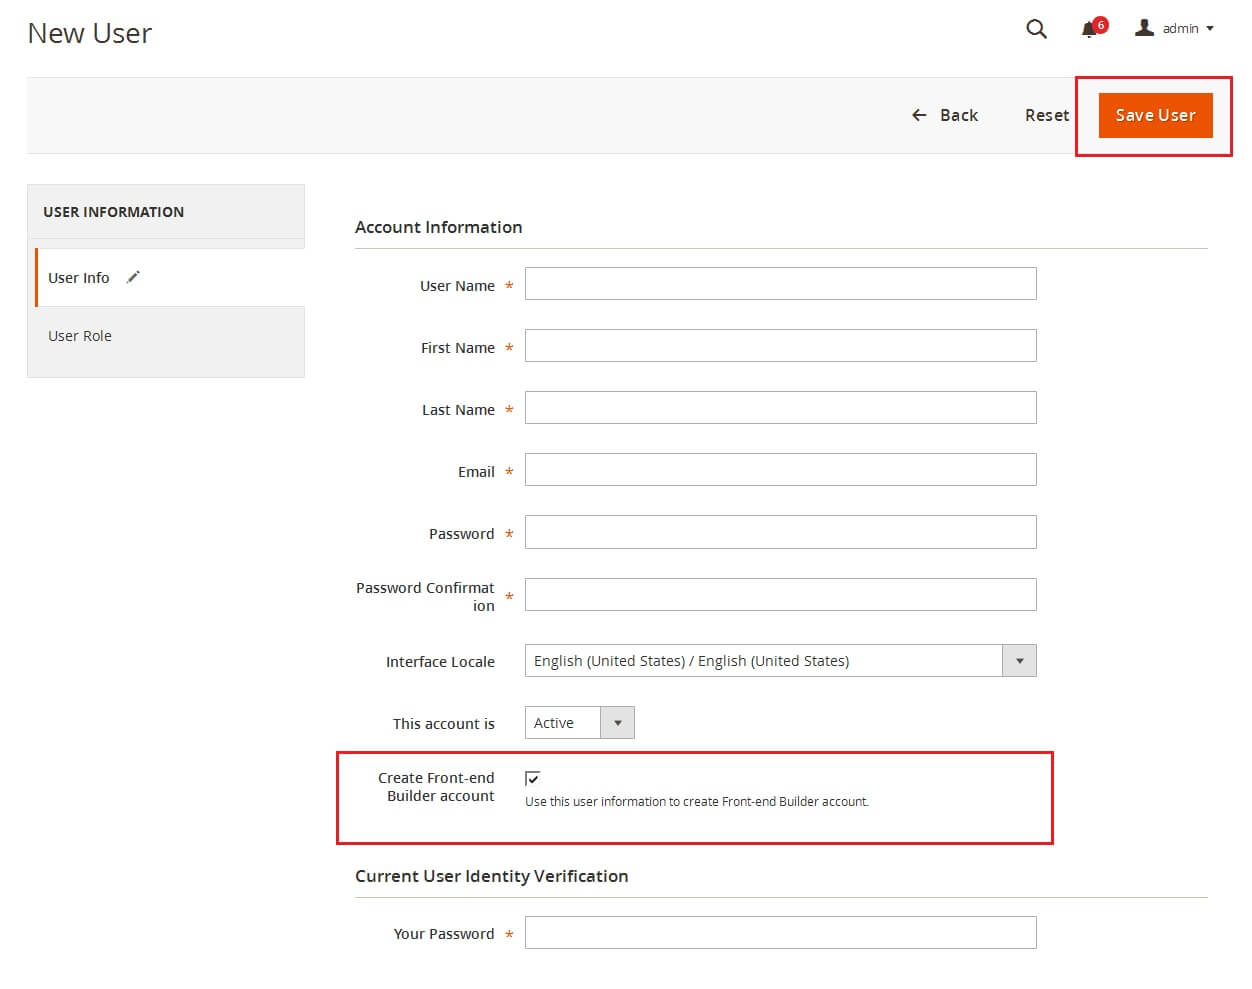 New User
6
admin
Back
Reset
Save User
USER INFORMATION
User Info
User Role
Account Information
User Name *
First Name *
Last Name *
Email *
Password *
Password Confirmat
ion *
Interface Locale
English (United States) / English (United States)
This account is
Active
Create Front-end
Builder account
Use this user information to create Front-end Builder account.
Current User Identity Verification
Your Password *